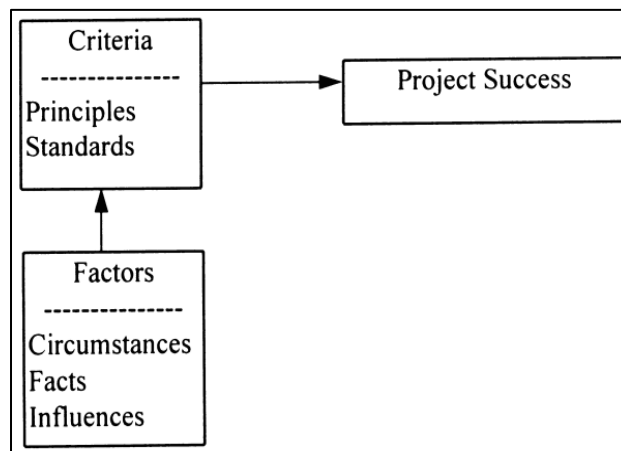 Criteria
Principles
Standards
Project Success
Factors
Circumstances
Facts
Influences